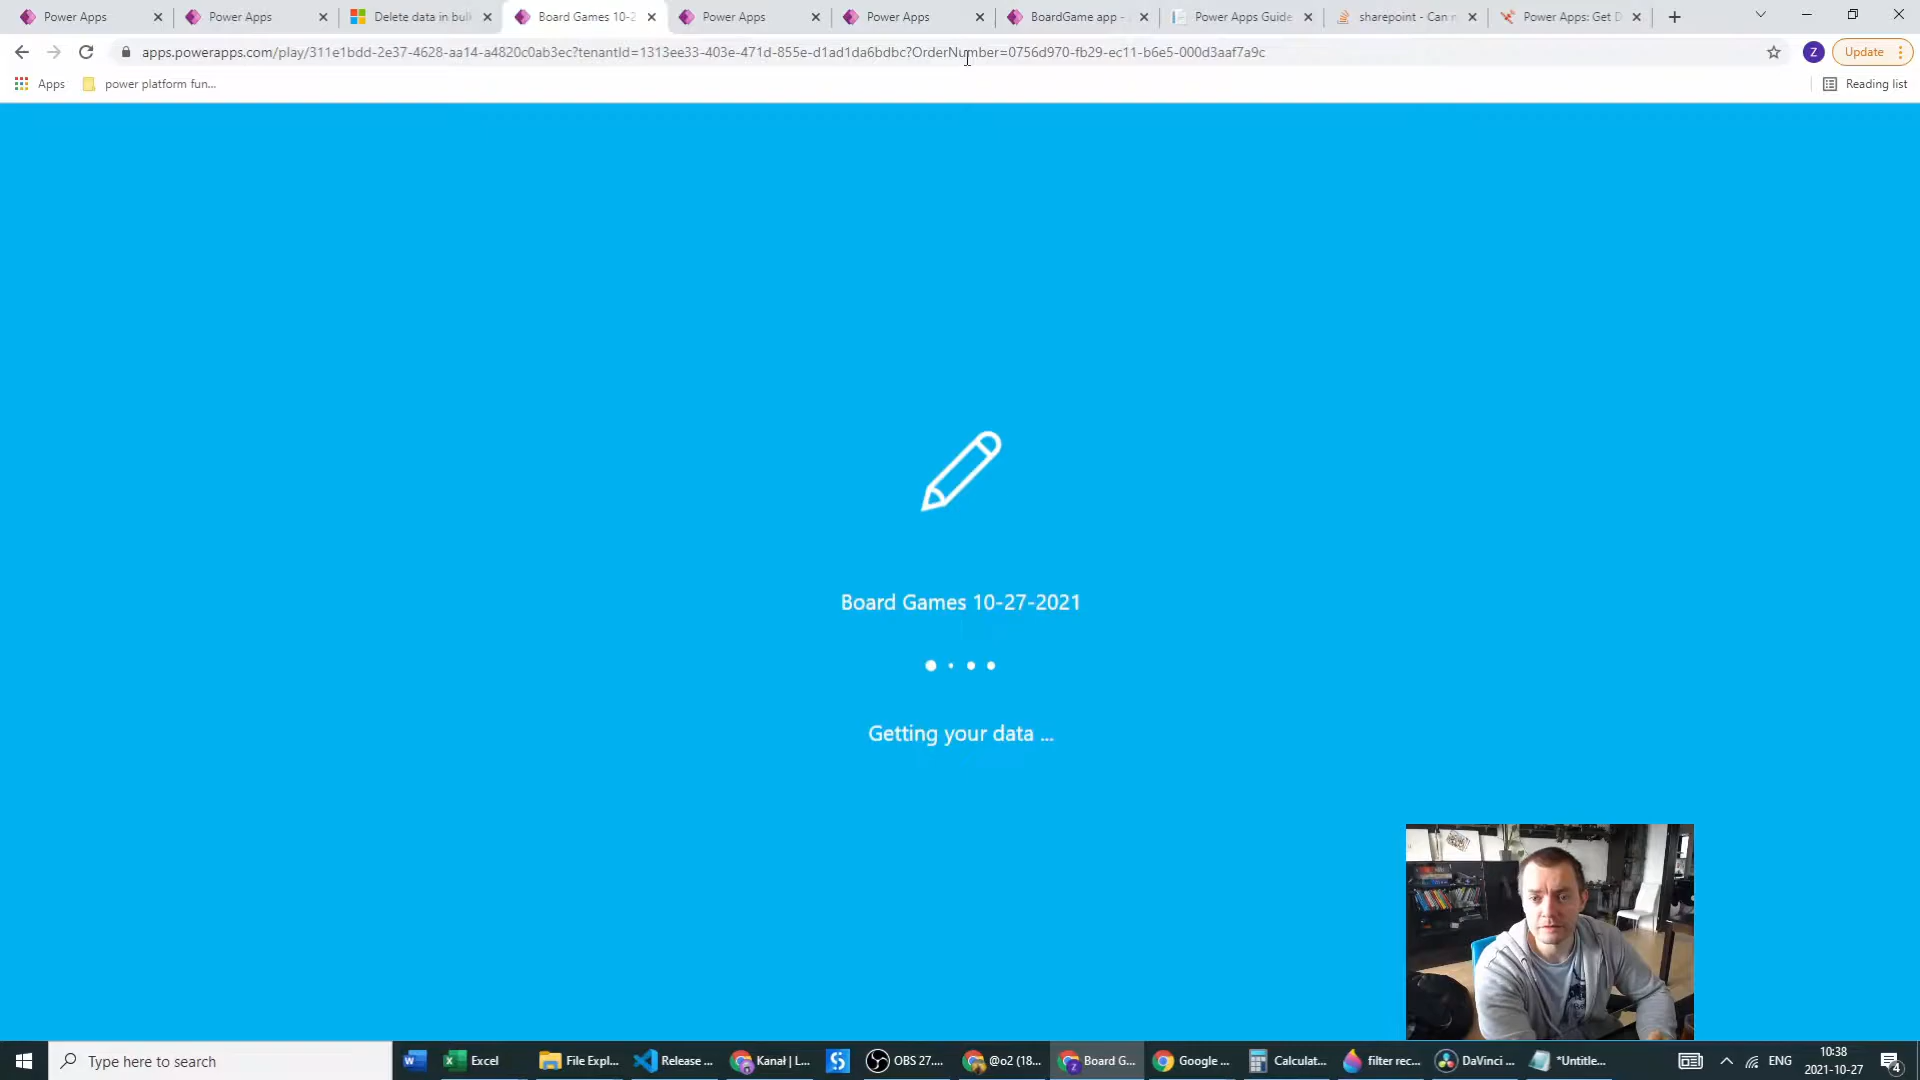 Power Apps
Power Apps
Delete data in bul
Board Games 10-2
Power Apps
Power Apps
BoardGame app -
Power Apps Guide
sharepoint - Can n
Power Apps: Get D
apps.powerapps.com/play/311e1bdd-2e37-4628-aa14-a4820c0ab3ec?tenantId=1313ee33-403e-471d-855e-d1ad1da6bdbc?OrderNumber=0756d970-fb29-ec11-b6e5-000d3aaf7a9c
Z
Update
Apps
power platform fun...
Reading list
Board Games 10-27-2021
Getting your data ...
Type here to search
Excel
File Expl...
Release ...
Kanał | L...
OBS 27....
@o2 (18...
Board G...
Google ...
Calculat...
filter rec...
DaVinci ...
*Untitle...
ENG
10:38
2021-10-27
4